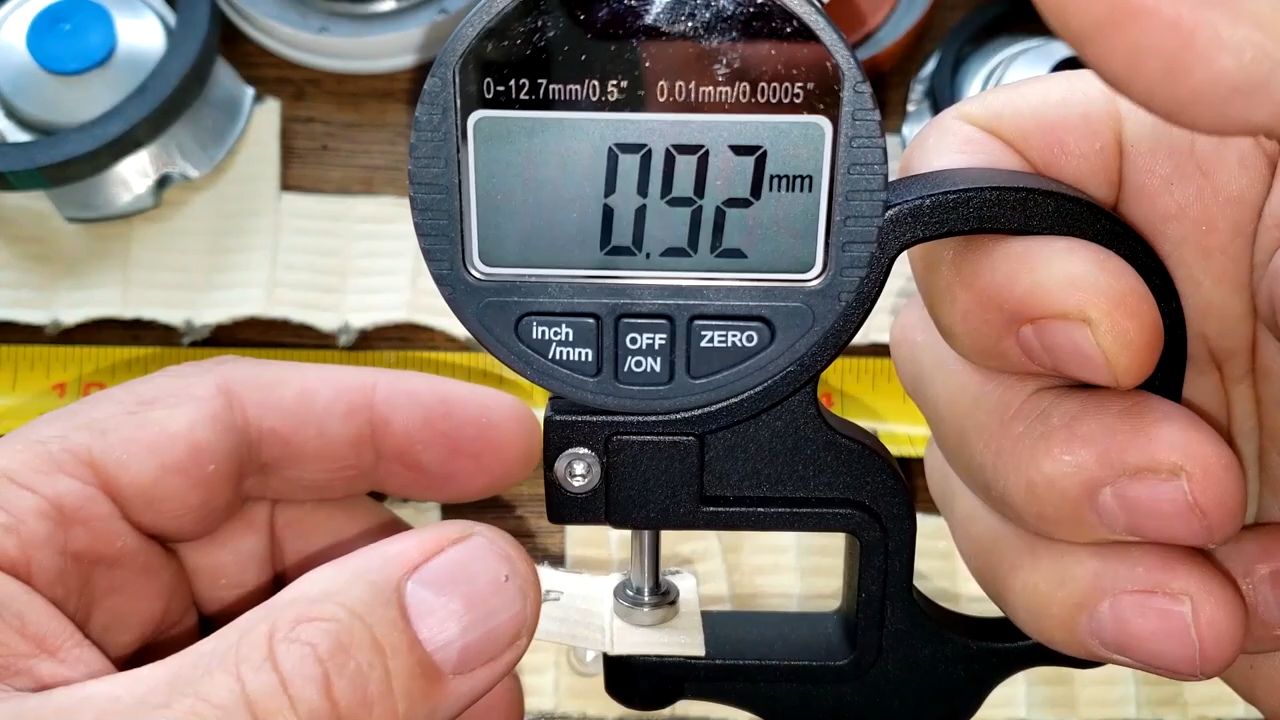 0-12.7mm/0.5" 0.01mm/0.0005"
0.92 mm
inch
/mm
OFF
/ON
ZERO